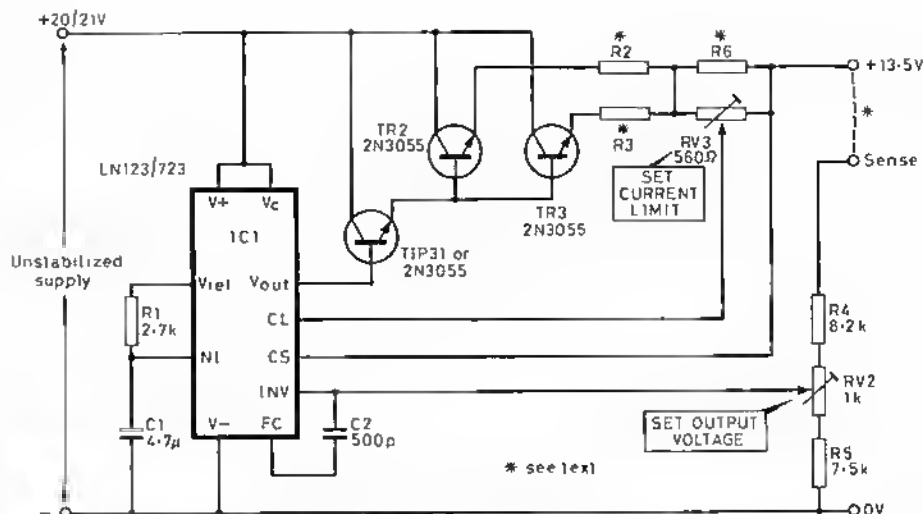 +20/21V
*
R2
*
R6
+13·5V
TR2
2N3055
R3
*
RV3
560Ω
*
Sense
LN123/723
SET
CURRENT
LIMIT
V+
Vc
IC1
TR3
2N3055
Unstabilized
supply
TIP31 or
2N3055
Vref
Vout
R1
2·7k
CL
R4
8·2k
NI
CS
INV
RV2
1k
C1
4·7µ
V−
FC
C2
500p
SET OUTPUT
VOLTAGE
R5
7·5k
* see text
−
0V